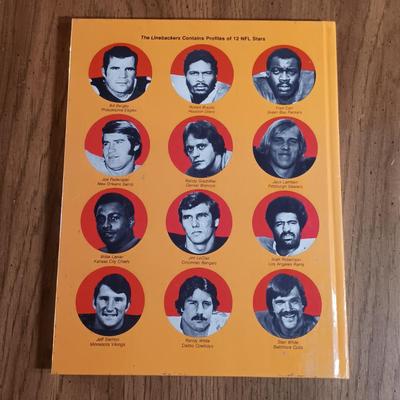 The Linebackers Contains Profiles of 12 NFL Stars
Bill Bergey
Philadelphia Eagles
Robert Brazile
Houston Oilers
Fred Carr
Green Bay Packers
Joe Federspiel
New Orleans Saints
Randy Gradishar
Denver Broncos
Jack Lambert
Pittsburgh Steelers
Willie Lanier
Kansas City Chiefs
Jim LeClair
Cincinnati Bengals
Isiah Robertson
Los Angeles Rams
Jeff Siemon
Minnesota Vikings
Randy White
Dallas Cowboys
Stan White
Baltimore Colts